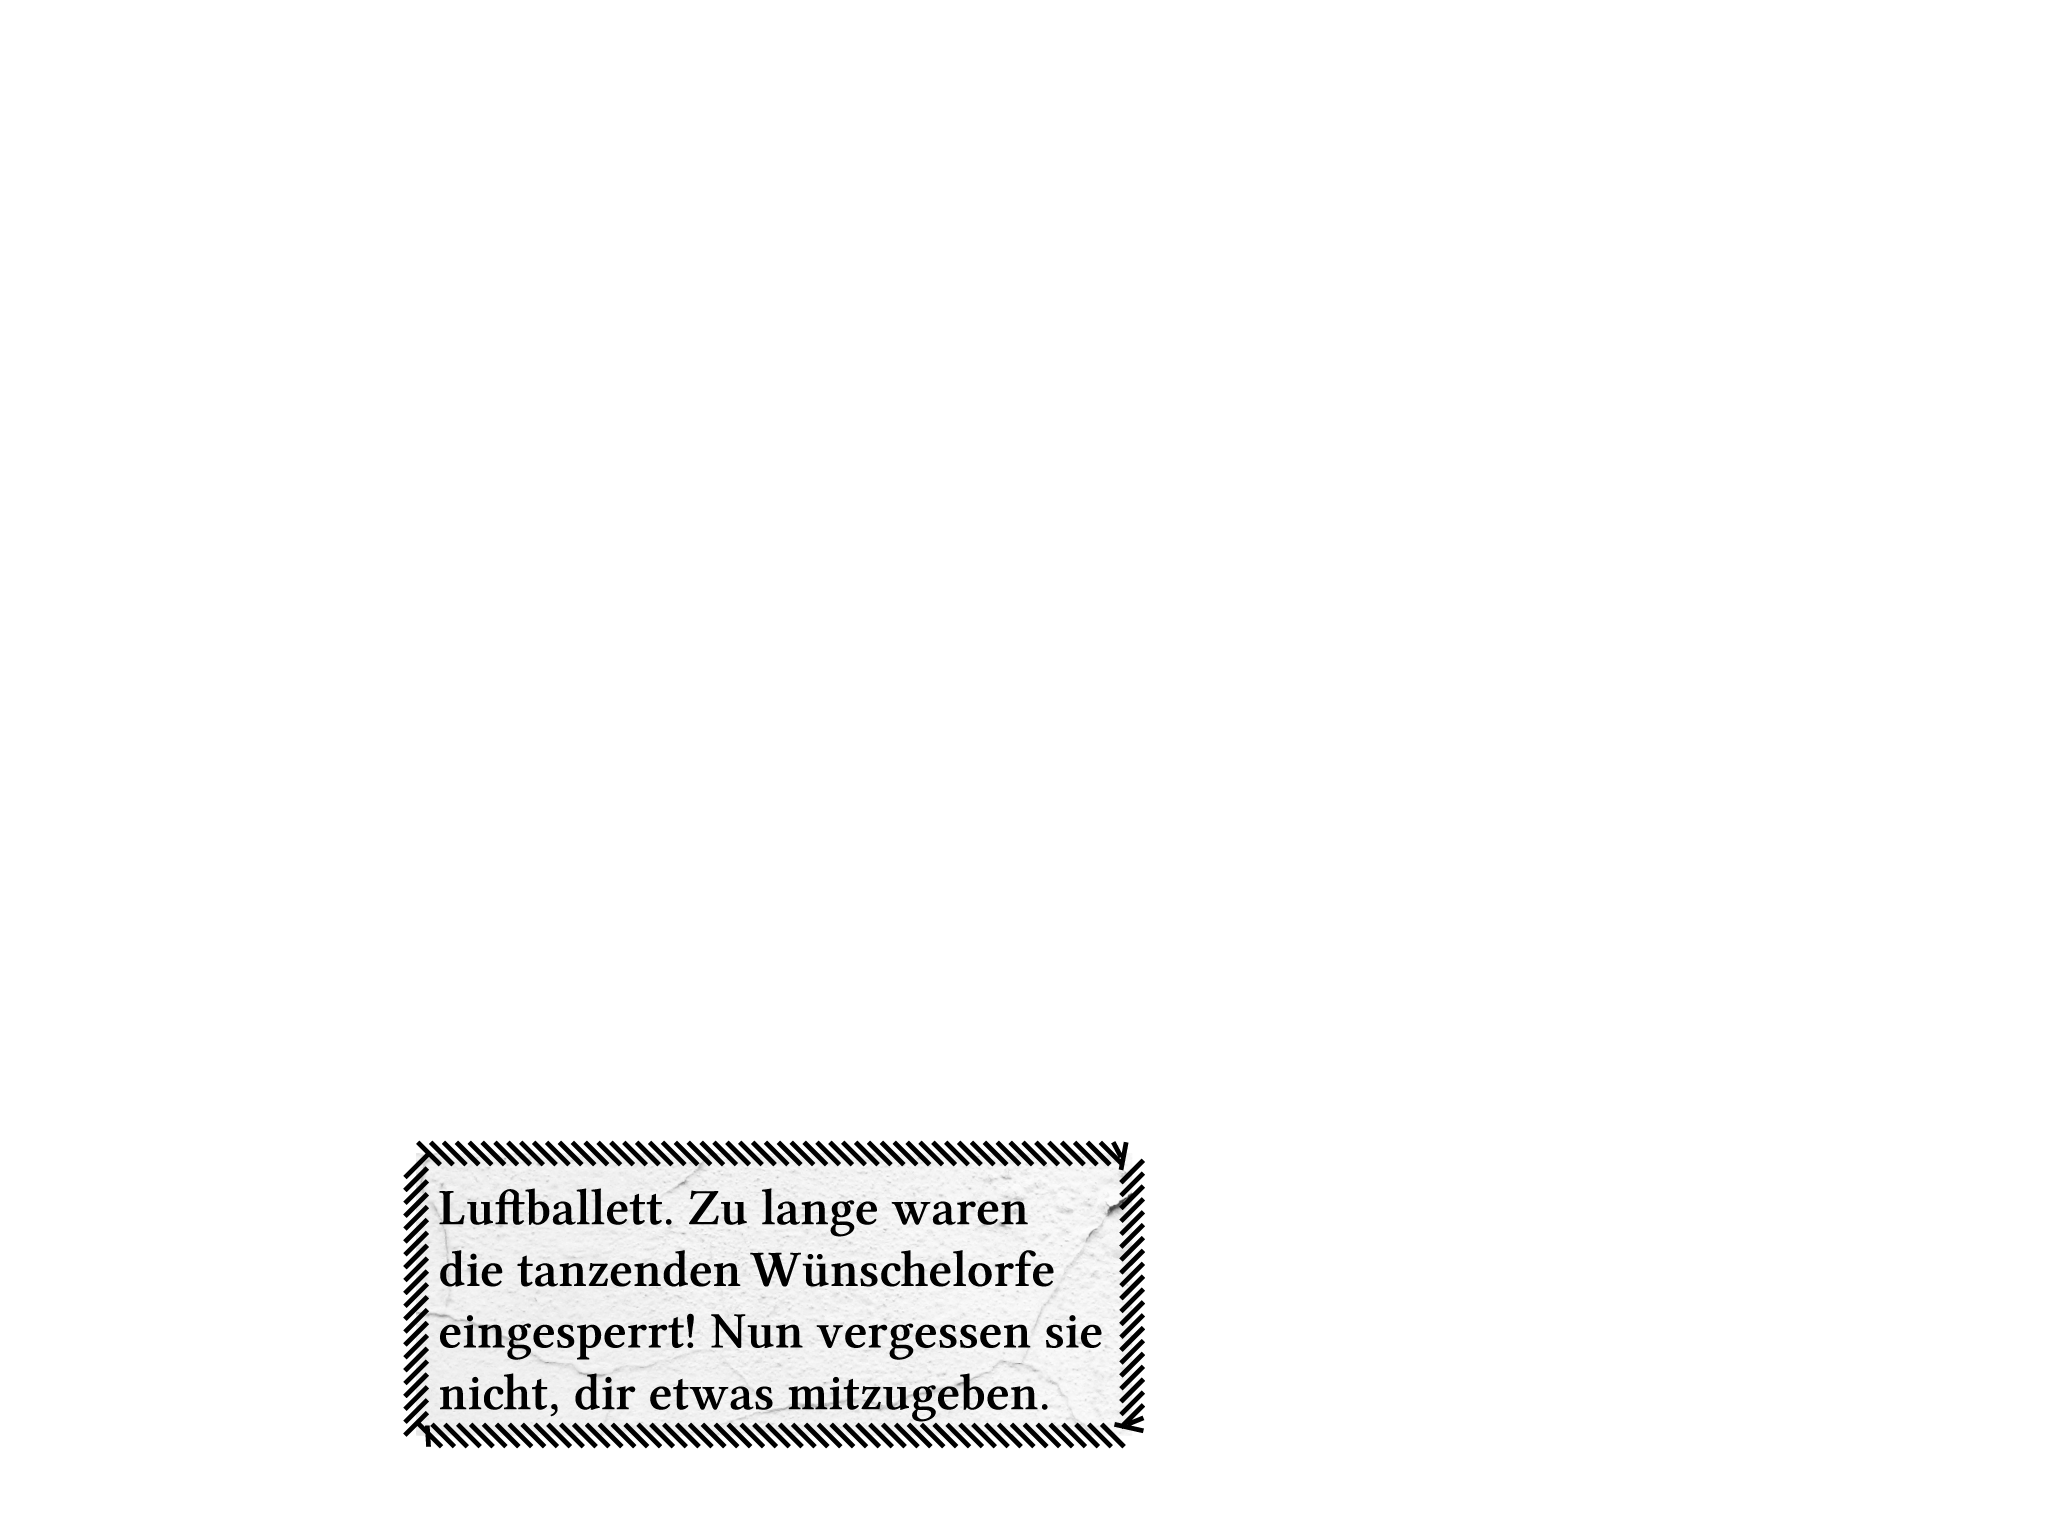 Luftballett. Zu lange waren
die tanzenden Wünschelorfe
eingesperrt! Nun vergessen sie
nicht, dir etwas mitzugeben.